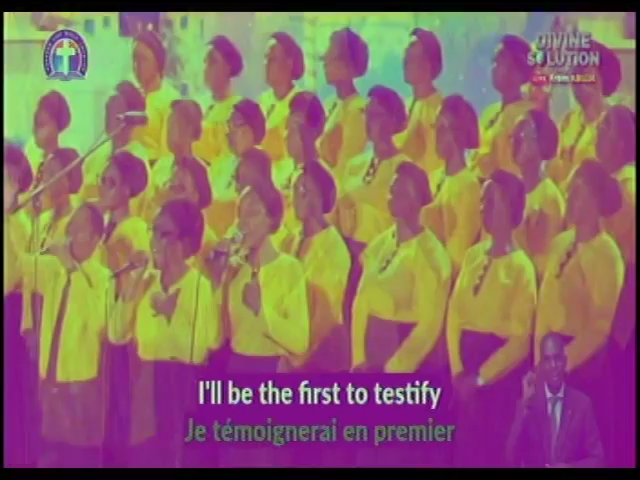 DIVINE
SOLUTION
I'll be the first to testify
Je témoignerai en premier